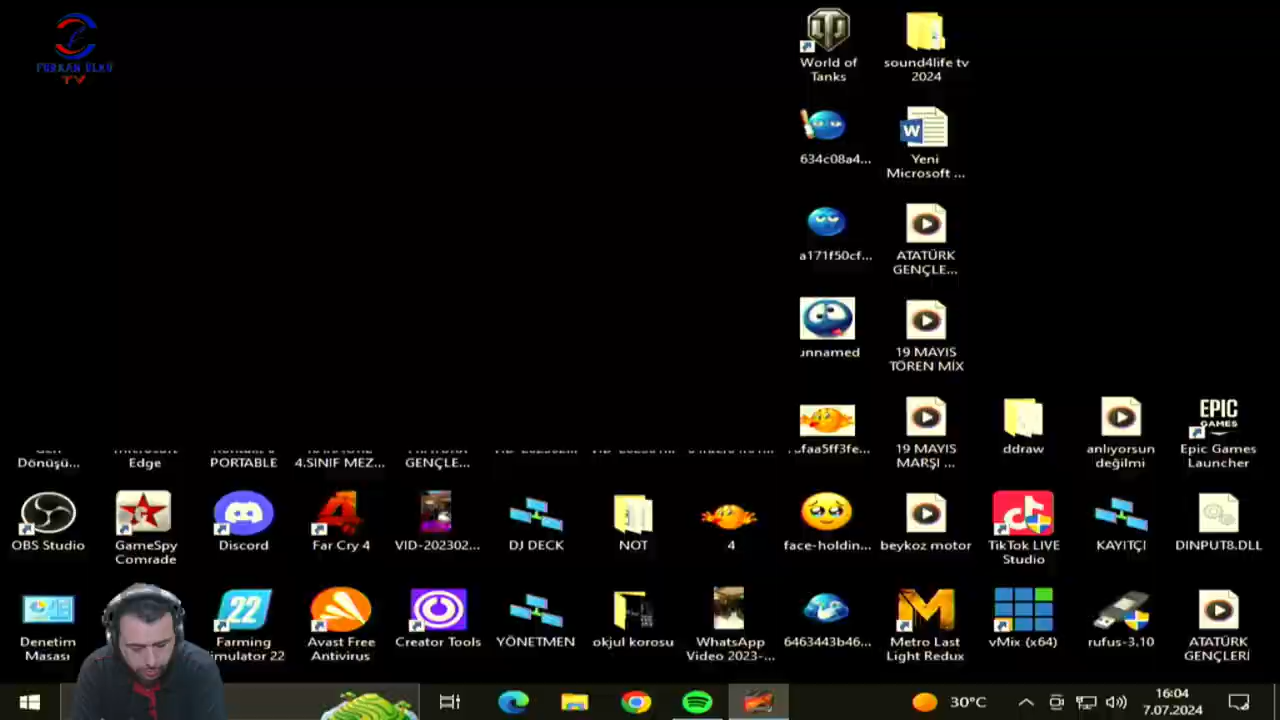 FURKAN ÜLKÜ
TV
World of
Tanks
sound4life tv
2024
634c08a4...
Yeni
Microsoft ...
a171f50cf...
ATATÜRK
GENÇLE...
unnamed
19 MAYIS
TÖREN MİX
EPIC
GAMES
faa5ff3fe...
19 MAYIS
MARŞI ...
ddraw
anlıyorsun
değilmi
Epic Games
Launcher
Dönüşü...
Edge
PORTABLE
4.SINIF MEZ...
GENÇLE...
OBS Studio
GameSpy
Comrade
Discord
Far Cry 4
VID-202302...
DJ DECK
NOT
4
face-holdin...
beykoz motor
TikTok LIVE
Studio
KAYITÇI
DINPUT8.DLL
22
Denetim
Masası
Farming
Simulator 22
Avast Free
Antivirus
Creator Tools
YÖNETMEN
okjul korosu
WhatsApp
Video 2023-...
6463443b46...
Metro Last
Light Redux
vMix (x64)
rufus-3.10
ATATÜRK
GENÇLERİ
30°C
16:04
7.07.2024